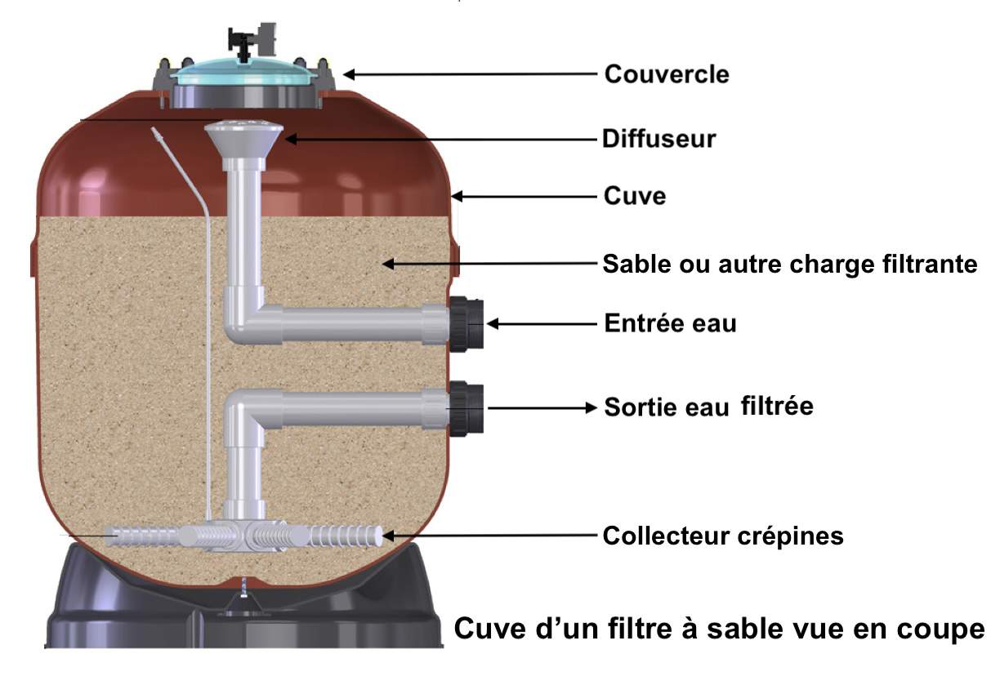 Couvercle
Diffuseur
Cuve
Sable ou autre charge filtrante
Entrée eau
Sortie eau filtrée
Collecteur crépines
Cuve d’un filtre à sable vue en coupe